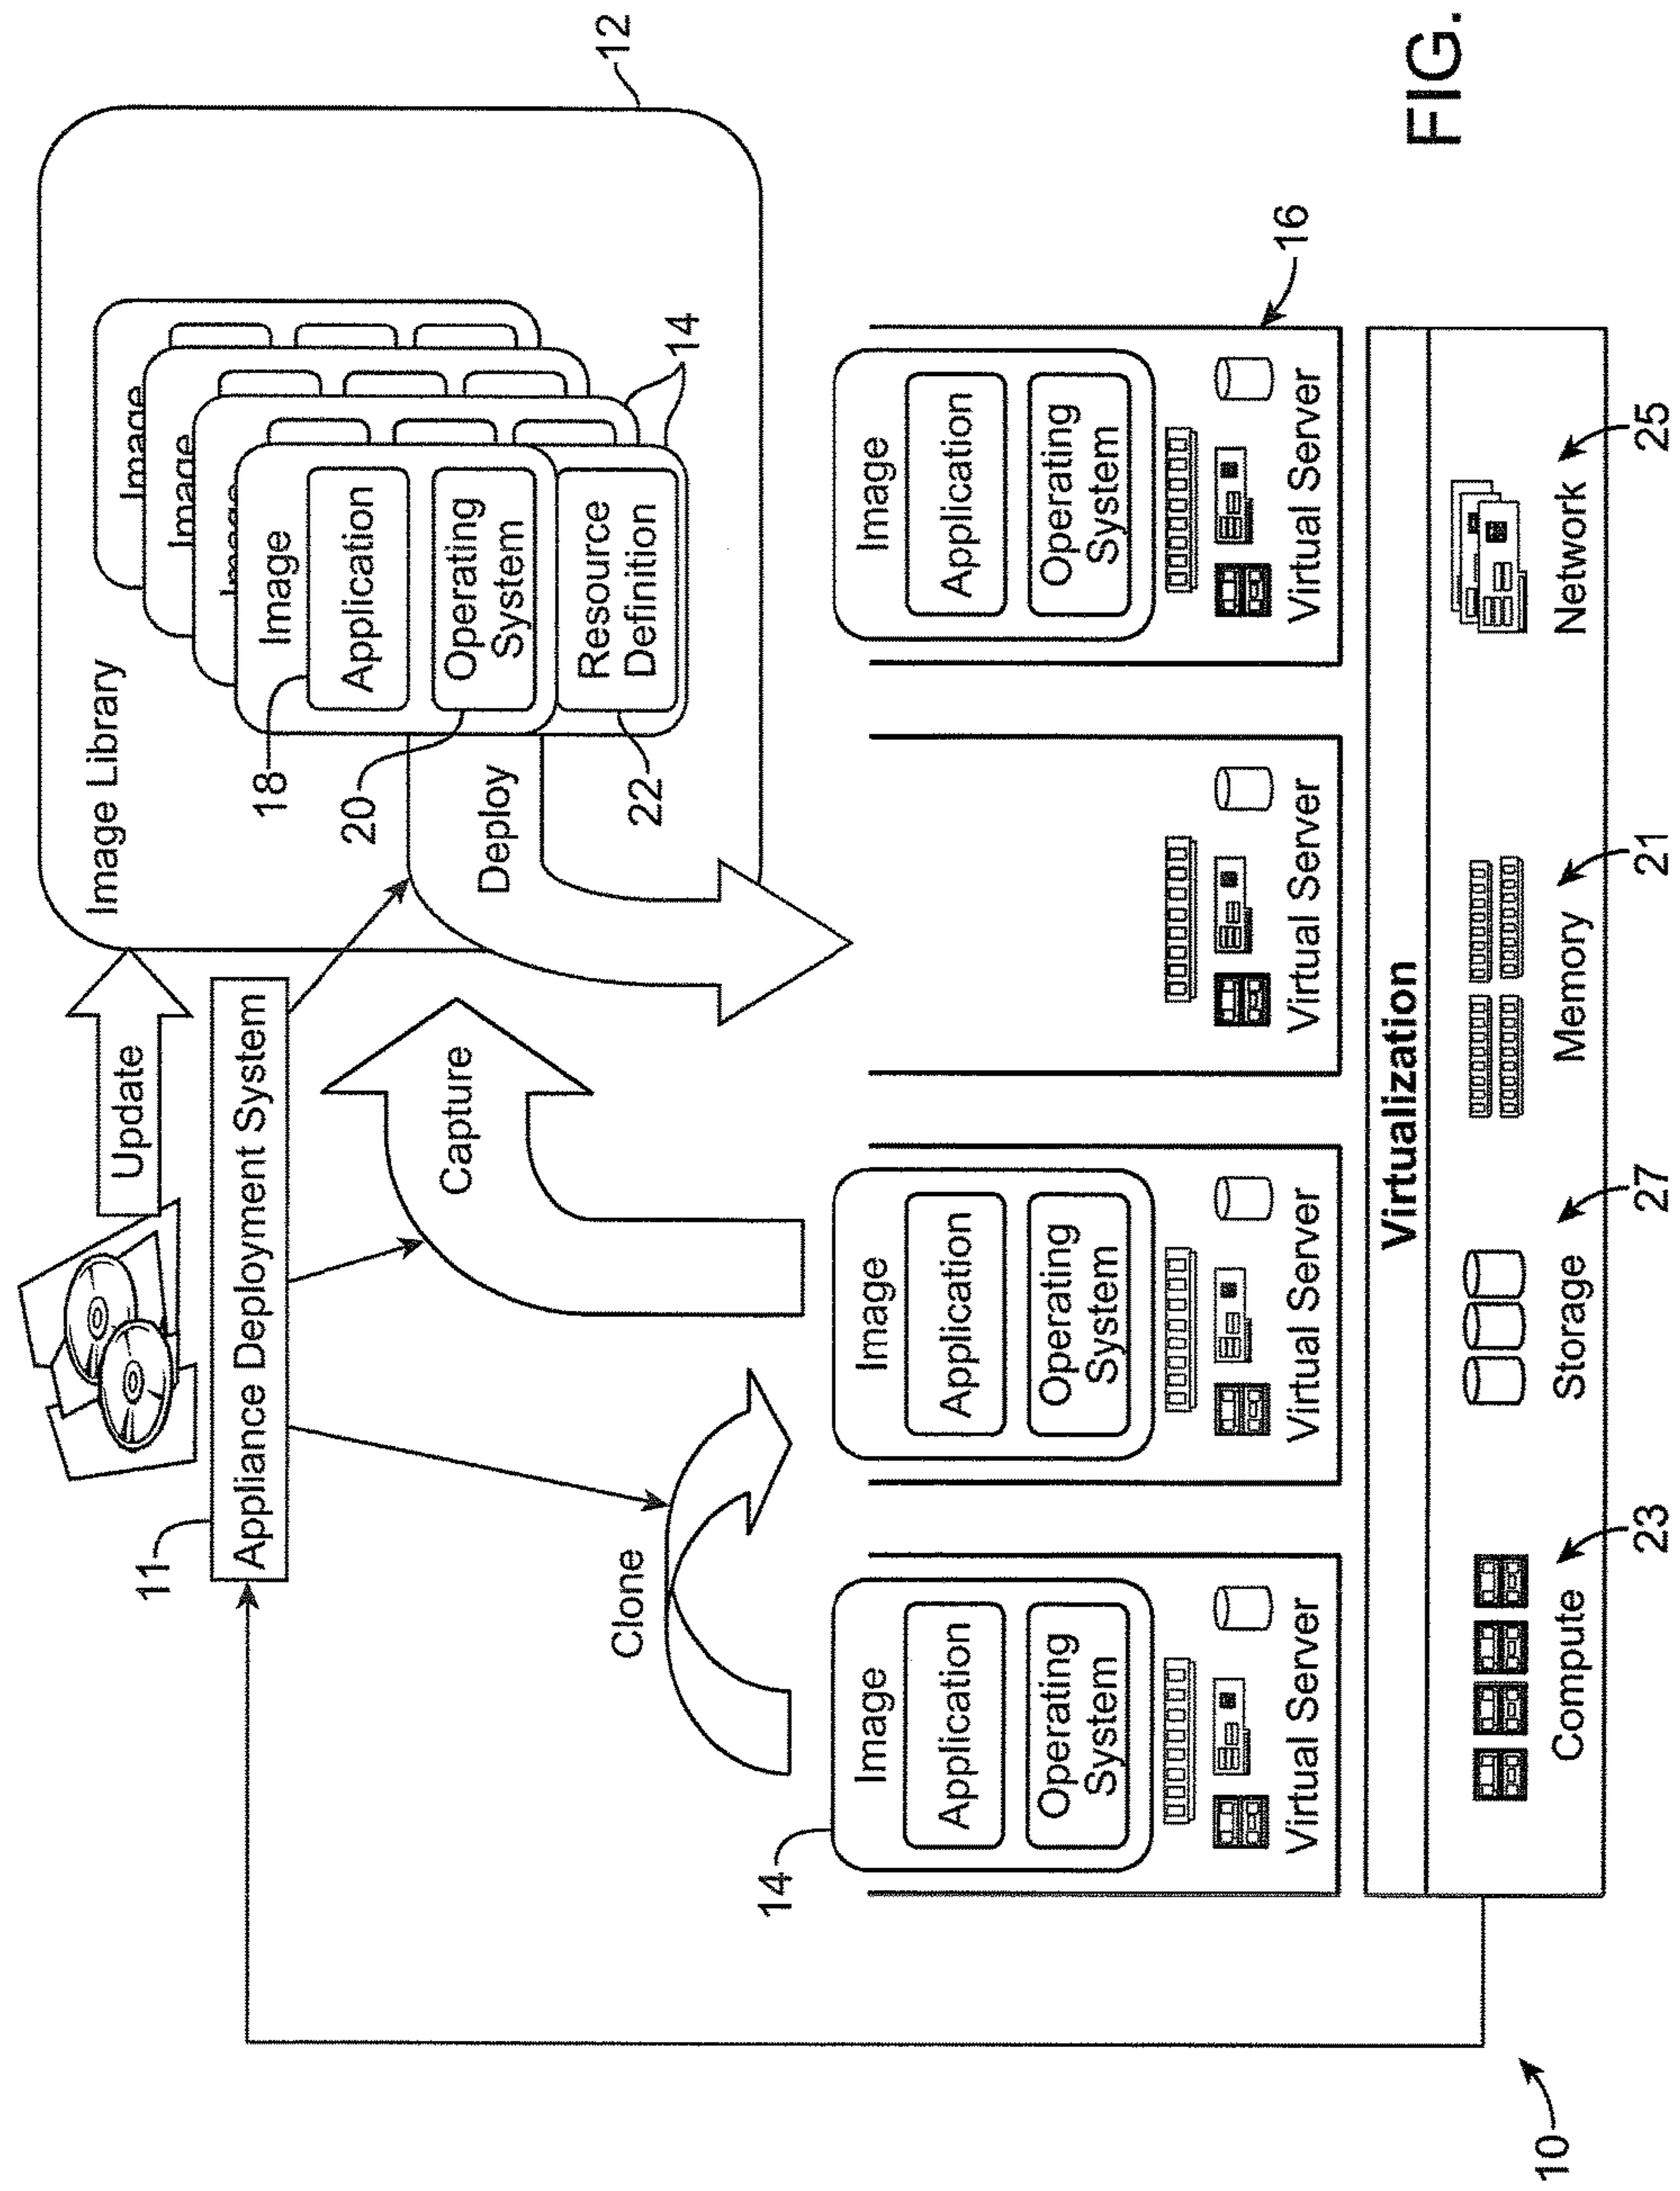 10
11
Appliance Deployment System
Update
Image Library
12
Image
Image
Image
Image
18
Application
20
Operating
System
22
Resource
Definition
14
Deploy
Capture
Clone
14
Image
Application
Operating
System
Virtual Server
Image
Application
Operating
System
Virtual Server
Virtual Server
Image
Application
Operating
System
Virtual Server
16
Virtualization
Compute
23
Storage
27
Memory
21
Network
25
FIG.